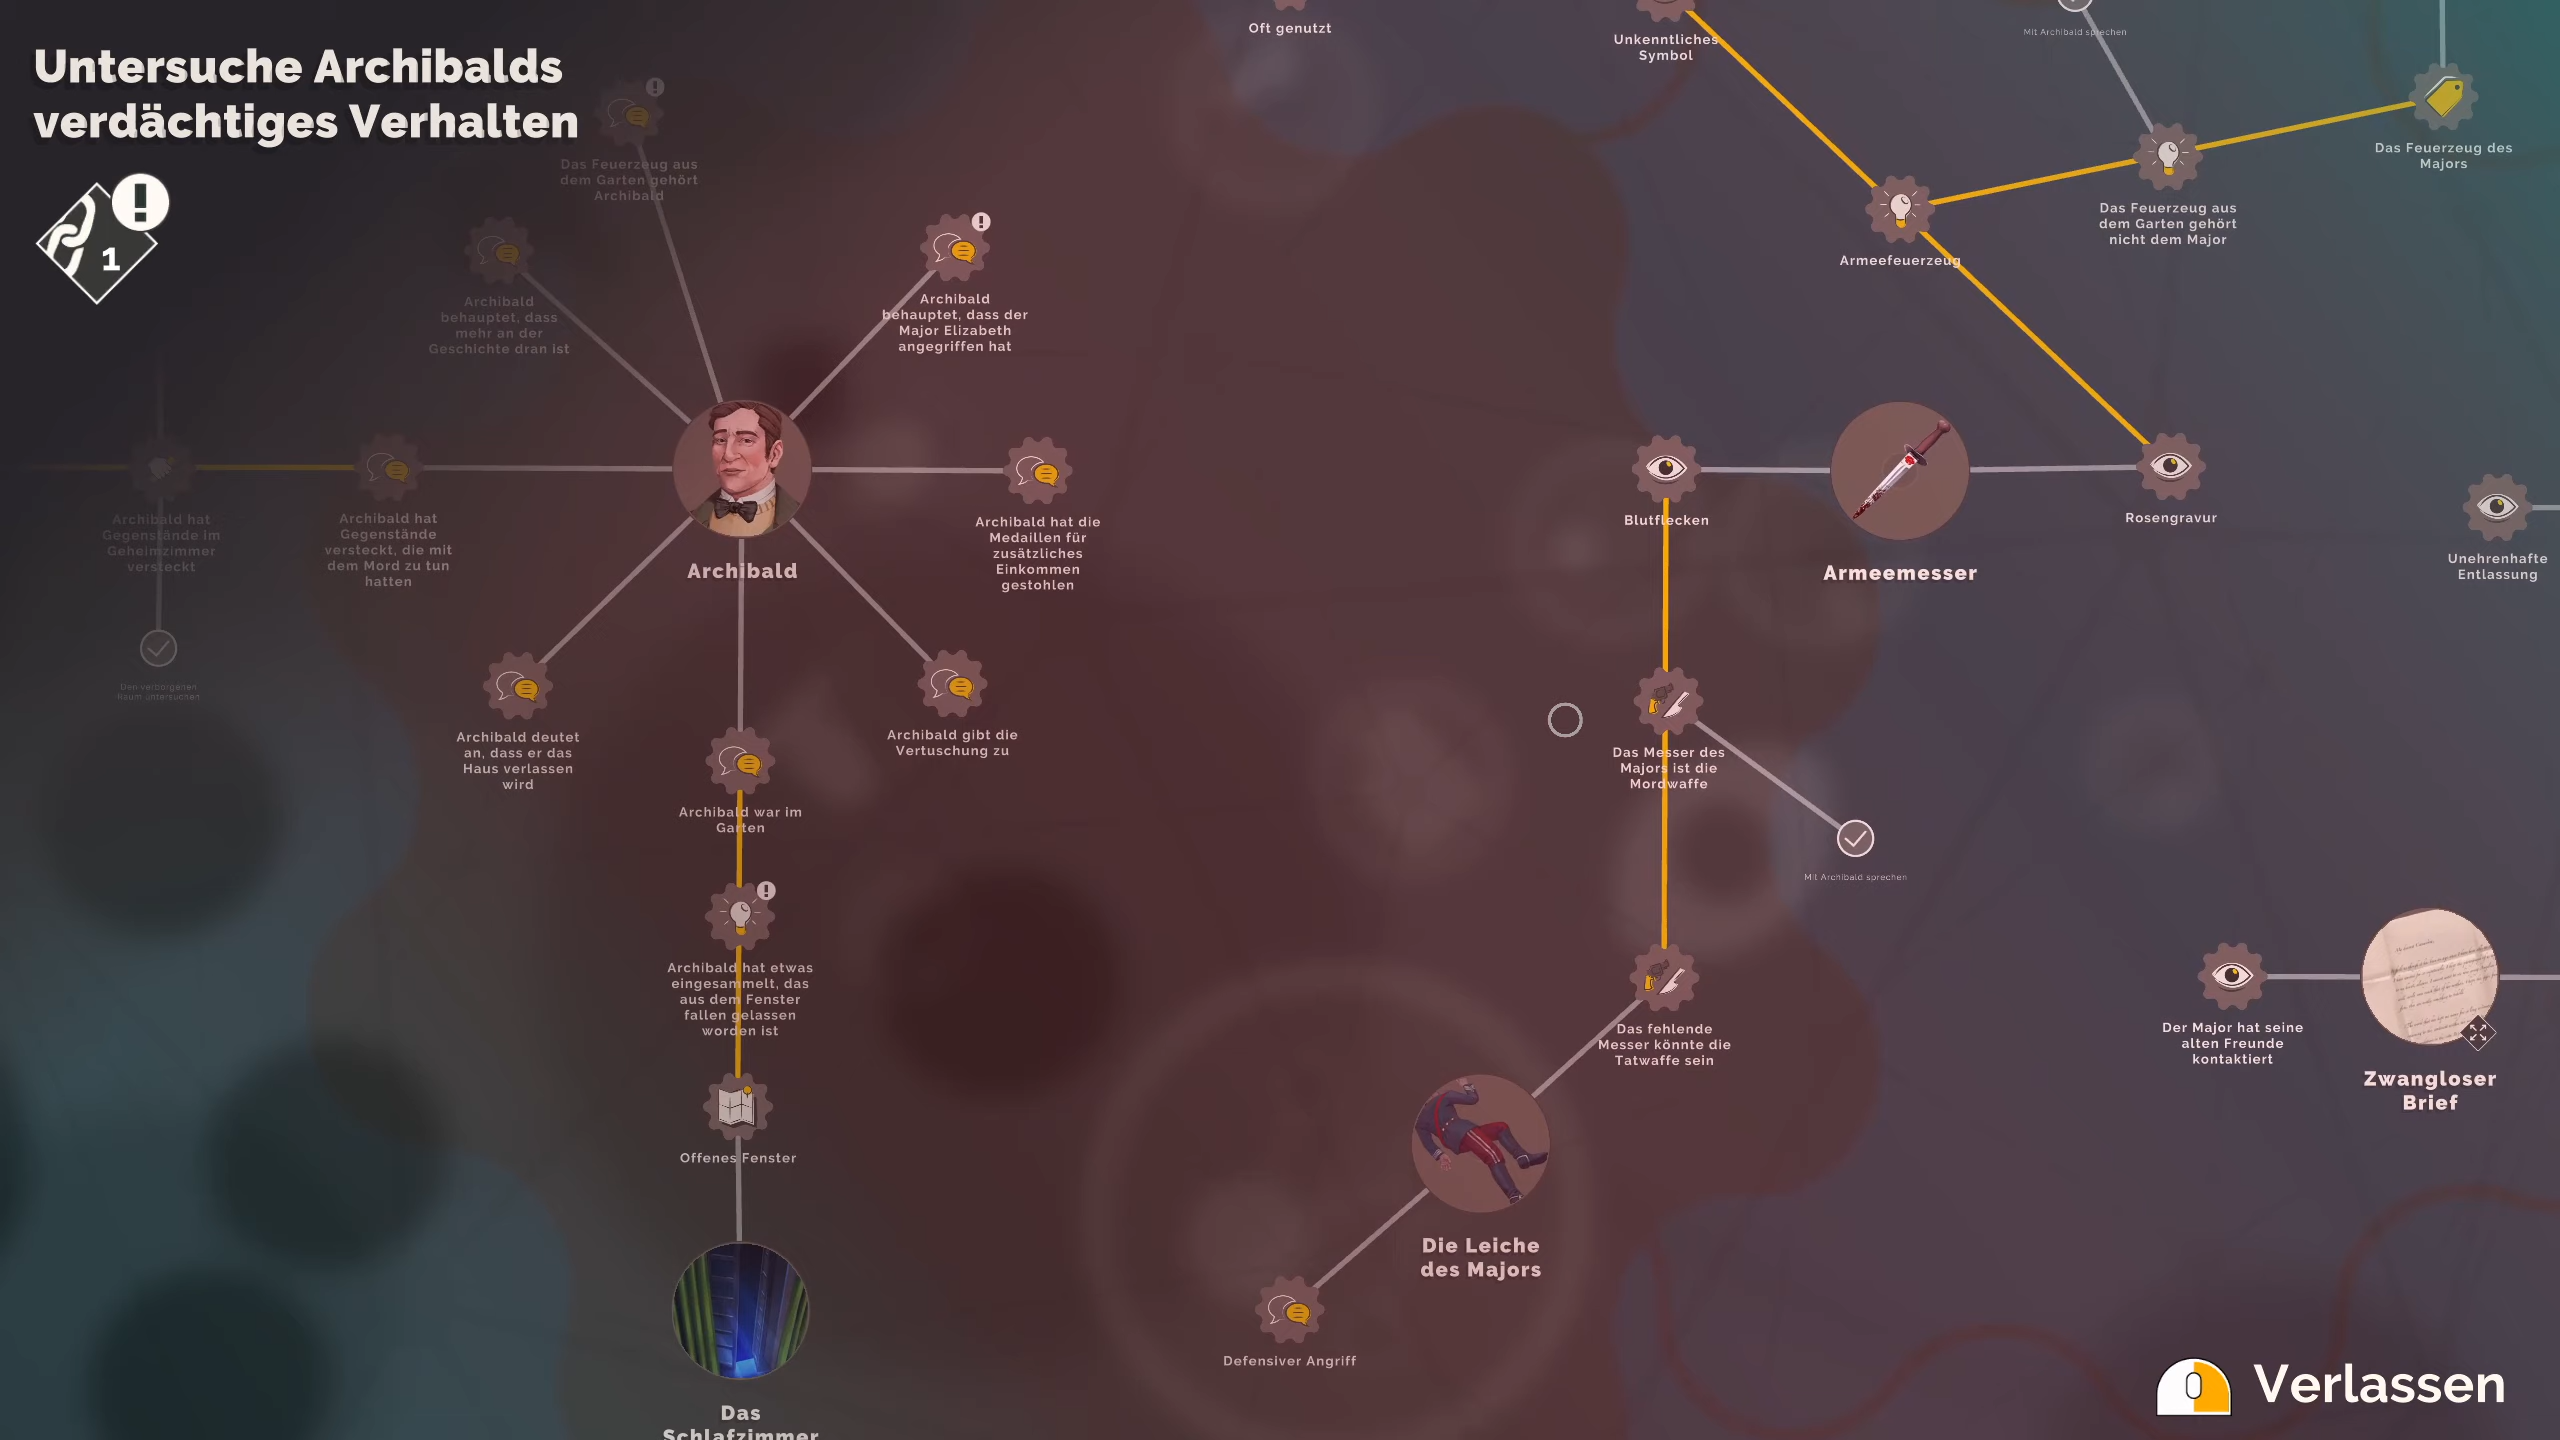 Untersuche Archibalds
verdächtiges Verhalten
1
Oft genutzt
Unkenntliches
Symbol
Mit Archibald sprechen
Das Feuerzeug des
Majors
Das Feuerzeug aus
dem Garten gehört
Archibald
Das Feuerzeug aus
dem Garten gehört
nicht dem Major
Armeefeuerzeug
Archibald
behauptet, dass
mehr an der
Geschichte dran ist
Archibald
behauptet, dass der
Major Elizabeth
angegriffen hat
Archibald hat
Gegenstände im
Geheimzimmer
versteckt
Archibald hat
Gegenstände
versteckt, die mit
dem Mord zu tun
hatten
Archibald
Archibald hat die
Medaillen für
zusätzliches
Einkommen
gestohlen
Blutflecken
Armeemesser
Rosengravur
Unehrenhafte
Entlassung
Den verborgenen
Raum untersuchen
Archibald deutet
an, dass er das
Haus verlassen
wird
Archibald gibt die
Vertuschung zu
Archibald war im
Garten
Das Messer des
Majors ist die
Mordwaffe
Mit Archibald sprechen
Archibald hat etwas
eingesammelt, das
aus dem Fenster
fallen gelassen
worden ist
Das fehlende
Messer könnte die
Tatwaffe sein
Der Major hat seine
alten Freunde
kontaktiert
Zwangloser
Brief
Offenes Fenster
Die Leiche
des Majors
Defensiver Angriff
Das
Schlafzimmer
Verlassen